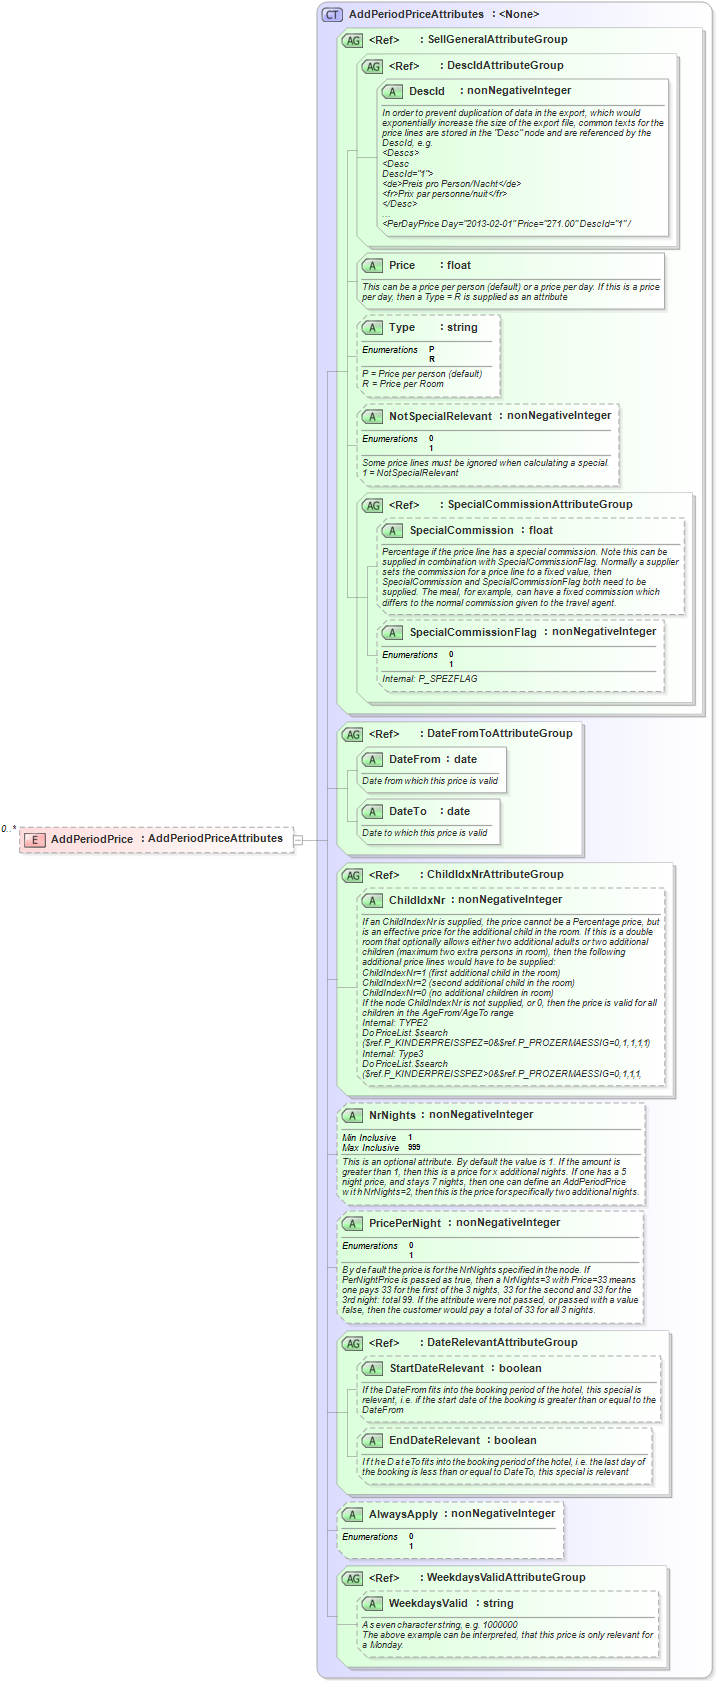 CT AddPeriodPriceAttributes : <None>
AG <Ref> : SellGeneralAttributeGroup
AG <Ref> : DescIdAttributeGroup
A DescId : nonNegativeInteger
In order to prevent duplication of data in the export, which would
exponentially increase the size of the export file, common texts for the
price lines are stored in the "Desc" node and are referenced by the
DescId, e.g.
<Descs>
<Desc
DescId="1">
<de>Preis pro Person/Nacht</de>
<fr>Prix par personne/nuit</fr>
</Desc>
...
<PerDayPrice Day="2013-02-01" Price="271.00" DescId="1" /
A Price : float
This can be a price per person (default) or a price per day. If this is a price
per day, then a Type = R is supplied as an attribute
A Type : string
Enumerations P
R
P = Price per person (default)
R = Price per Room
A NotSpecialRelevant : nonNegativeInteger
Enumerations 0
1
Some price lines must be ignored when calculating a special.
1 = NotSpecialRelevant
AG <Ref> : SpecialCommissionAttributeGroup
A SpecialCommission : float
Percentage if the price line has a special commission. Note this can be
supplied in combination with SpecialCommissionFlag. Normally a supplier
sets the commission for a price line to a fixed value, then
SpecialCommission and SpecialCommissionFlag both need to be
supplied. The meal, for example, can have a fixed commission which
differs to the normal commission given to the travel agent.
A SpecialCommissionFlag : nonNegativeInteger
Enumerations 0
1
Internal: P_SPEZFLAG
AG <Ref> : DateFromToAttributeGroup
A DateFrom : date
Date from which this price is valid
A DateTo : date
Date to which this price is valid
0..*
E AddPeriodPrice : AddPeriodPriceAttributes
AG <Ref> : ChildIdxNrAttributeGroup
A ChildIdxNr : nonNegativeInteger
If an ChildIndexNr is supplied, the price cannot be a Percentage price, but
is an effective price for the additional child in the room. If this is a double
room that optionally allows either two additional adults or two additional
children (maximum two extra persons in room), then the following
additional price lines would have to be supplied:
ChildIndexNr=1 (first additional child in the room)
ChildIndexNr=2 (second additional child in the room)
ChildIndexNr=0 (no additional children in room)
If the node ChildIndexNr is not supplied, or 0, then the price is valid for all
children in the AgeFrom/AgeTo range
Internal: TYPE2
DoPriceList.$search
($ref.P_KINDERPREISSPEZ=0&$ref.P_PROZERMAESSIG=0,1,1,1,1)
Internal: Type3
DoPriceList.$search
($ref.P_KINDERPREISSPEZ>0&$ref.P_PROZERMAESSIG=0,1,1,1,
A NrNights : nonNegativeInteger
Min Inclusive 1
Max Inclusive 999
This is an optional attribute. By default the value is 1. If the amount is
greater than 1, then this is a price for x additional nights. If one has a 5
night price, and stays 7 nights, then one can define an AddPeriodPrice
with NrNights=2, then this is the price for specifically two additional nights.
A PricePerNight : nonNegativeInteger
Enumerations 0
1
By default the price is for the NrNights specified in the node. If
PerNightPrice is passed as true, then a NrNights=3 with Price=33 means
one pays 33 for the first of the 3 nights, 33 for the second and 33 for the
3rd night: total 99. If the attribute were not passed, or passed with a value
false, then the customer would pay a total of 33 for all 3 nights.
AG <Ref> : DateRelevantAttributeGroup
A StartDateRelevant : boolean
If the DateFrom fits into the booking period of the hotel, this special is
relevant, i.e. if the start date of the booking is greater than or equal to the
DateFrom
A EndDateRelevant : boolean
If the DateTo fits into the booking period of the hotel, i.e. the last day of
the booking is less than or equal to DateTo, this special is relevant
A AlwaysApply : nonNegativeInteger
Enumerations 0
1
AG <Ref> : WeekdaysValidAttributeGroup
A WeekdaysValid : string
A seven character string, e.g. 1000000
The above example can be interpreted, that this price is only relevant for
a Monday.